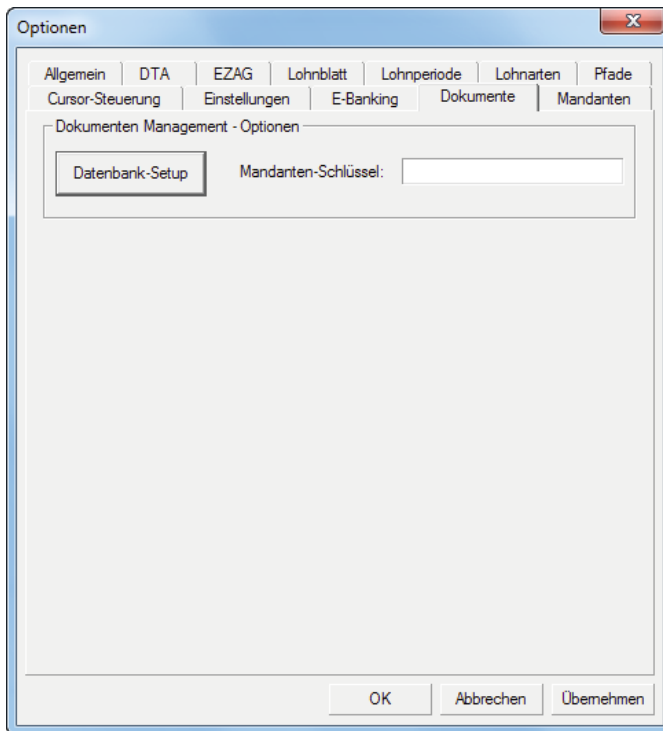 Optionen
Allgemein DTA EZAG Lohnblatt Lohnperiode Lohnarten Pfade
Cursor-Steuerung Einstellungen E-Banking Dokumente Mandanten
Dokumenten Management - Optionen
Datenbank-Setup Mandanten-Schlüssel:
OK Abbrechen Übernehmen